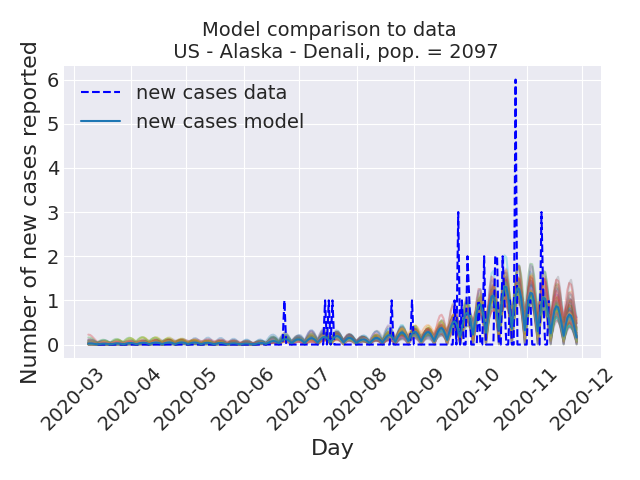 Model comparison to data
US - Alaska - Denali, pop. = 2097
Number of new cases reported
6
5
4
3
2
1
0
new cases data
new cases model
2020-03
2020-04
2020-05
2020-06
2020-07
2020-08
2020-09
2020-10
2020-11
2020-12
Day